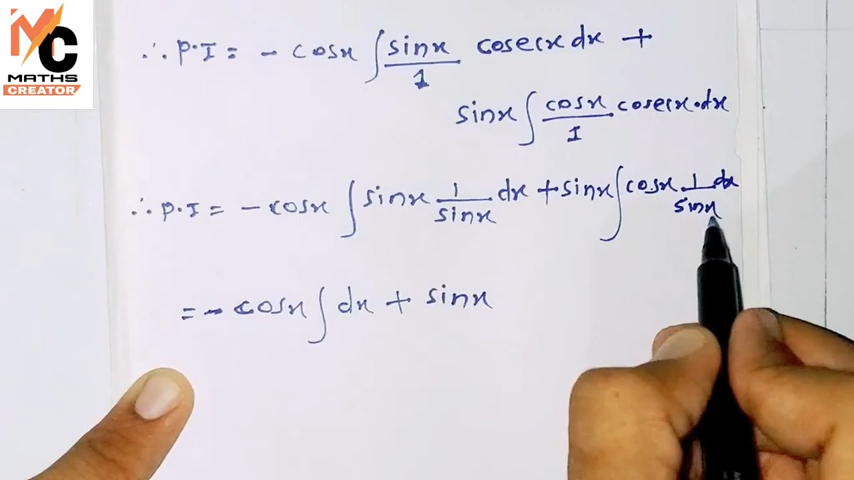 MC
MATHS
CREATOR
∴ P.I = - cosx ∫ sinx/1 cosecx dx +
sinx ∫ cosx/1 cosecx.dx
∴ P.I = - cosx ∫ sinx 1/sinx dx + sinx ∫ cosx 1/sinx dx
= - cosx ∫ dx + sinx